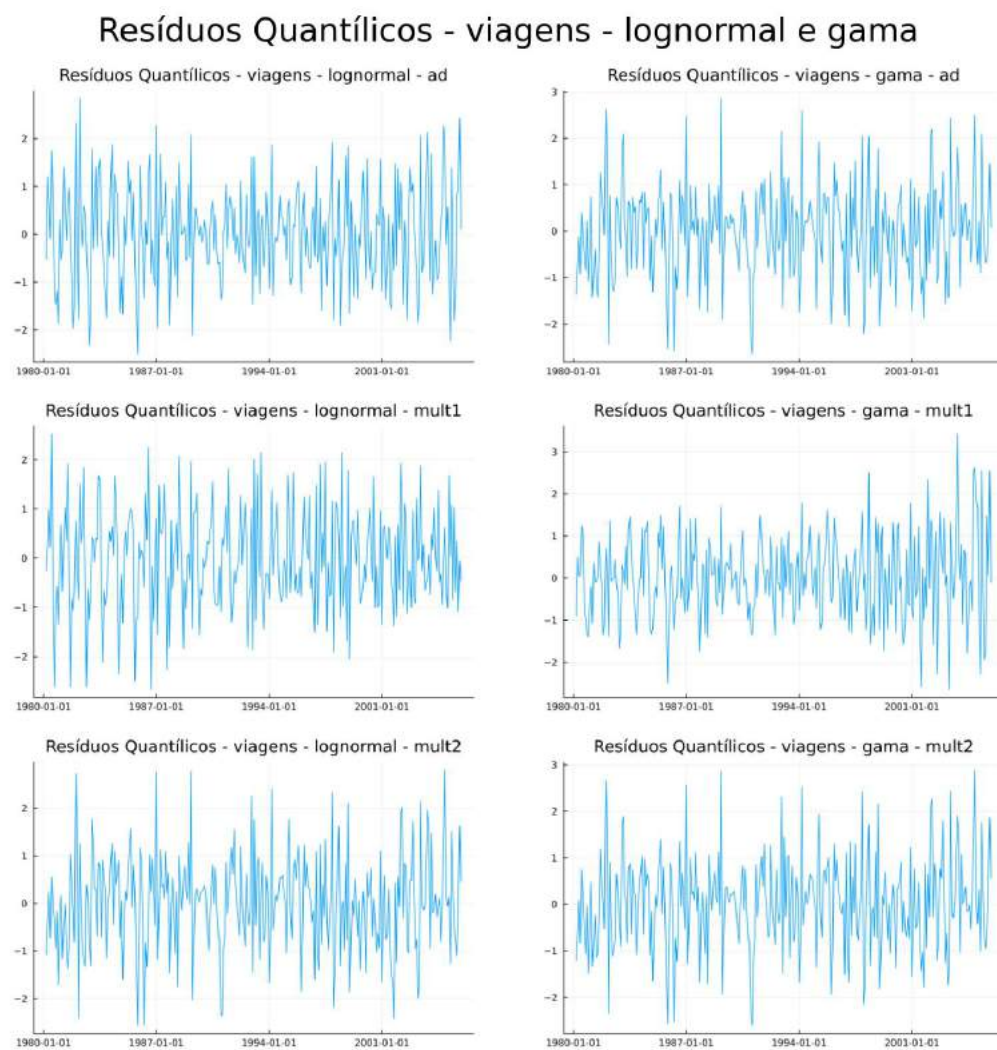 Resíduos Quantílicos - viagens - lognormal e gama
Resíduos Quantílicos - viagens - lognormal - ad
2
1
0
−1
−2
1980-01-01 1987-01-01 1994-01-01 2001-01-01
Resíduos Quantílicos - viagens - gama - ad
3
2
1
0
−1
−2
1980-01-01 1987-01-01 1994-01-01 2001-01-01
Resíduos Quantílicos - viagens - lognormal - mult1
2
1
0
−1
−2
1980-01-01 1987-01-01 1994-01-01 2001-01-01
Resíduos Quantílicos - viagens - gama - mult1
3
2
1
0
−1
−2
1980-01-01 1987-01-01 1994-01-01 2001-01-01
Resíduos Quantílicos - viagens - lognormal - mult2
2
1
0
−1
−2
1980-01-01 1987-01-01 1994-01-01 2001-01-01
Resíduos Quantílicos - viagens - gama - mult2
3
2
1
0
−1
−2
1980-01-01 1987-01-01 1994-01-01 2001-01-01